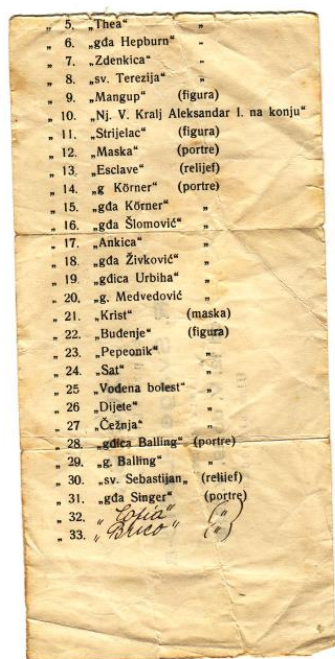 „ 5. „Thea“ „
„ 6. „gđa Hepburn“ „
„ 7. „Zdenkica“ „
„ 8. „sv. Terezija“ „
„ 9. „Mangup“ (figura)
„ 10. „Nj. V. Kralj Aleksandar I. na konju“
„ 11. „Strijelac“ (figura)
„ 12. „Maska“ (portre)
„ 13. „Esclave“ (relijef)
„ 14. „g Körner“ (portre)
„ 15. „gđa Körner“ „
„ 16. „gđa Šlomović“ „
„ 17. „Ankica“ „
„ 18. „gđa Živković“ „
„ 19. „gđica Urbiha“ „
„ 20. „g. Medvedović „
„ 21. „Krist“ (maska)
„ 22. „Buđenje“ (figura)
„ 23. „Pepeonik“ „
„ 24. „Sat“ „
„ 25 „Vodena bolest“ „
„ 26 „Dijete“ „
„ 27 „Čežnja“ „
„ 28. „gđica Balling“ (portre)
„ 29. „g. Balling“ „
„ 30. „sv. Sebastijan„ (relijef)
„ 31. „gđa Singer“ (portre)
„ 32. (")
„ 33. " Brico " (")